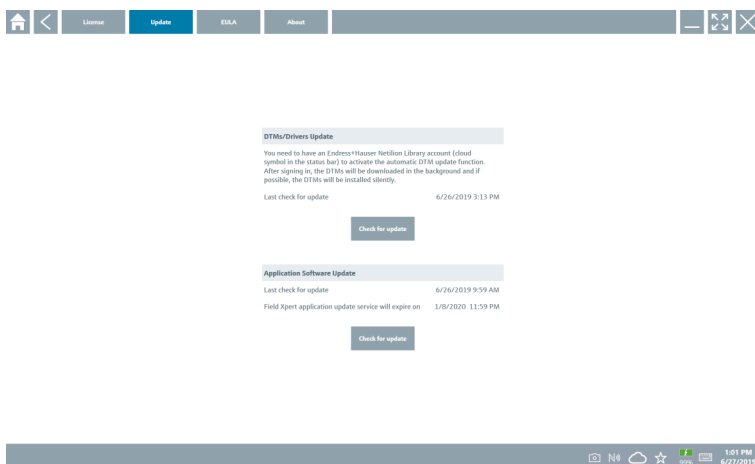 License Update EULA About
DTMs/Drivers Update
You need to have an Endress+Hauser Netilion Library account (cloud
symbol in the status bar) to activate the automatic DTM update function.
After signing in, the DTMs will be downloaded in the background and if
possible, the DTMs will be installed silently.
Last check for update 6/26/2019 3:13 PM
Check for update
Application Software Update
Last check for update 6/26/2019 9:59 AM
Field Xpert application update service will expire on 1/8/2020 11:59 PM
Check for update
1:01 PM
99% 6/27/2019